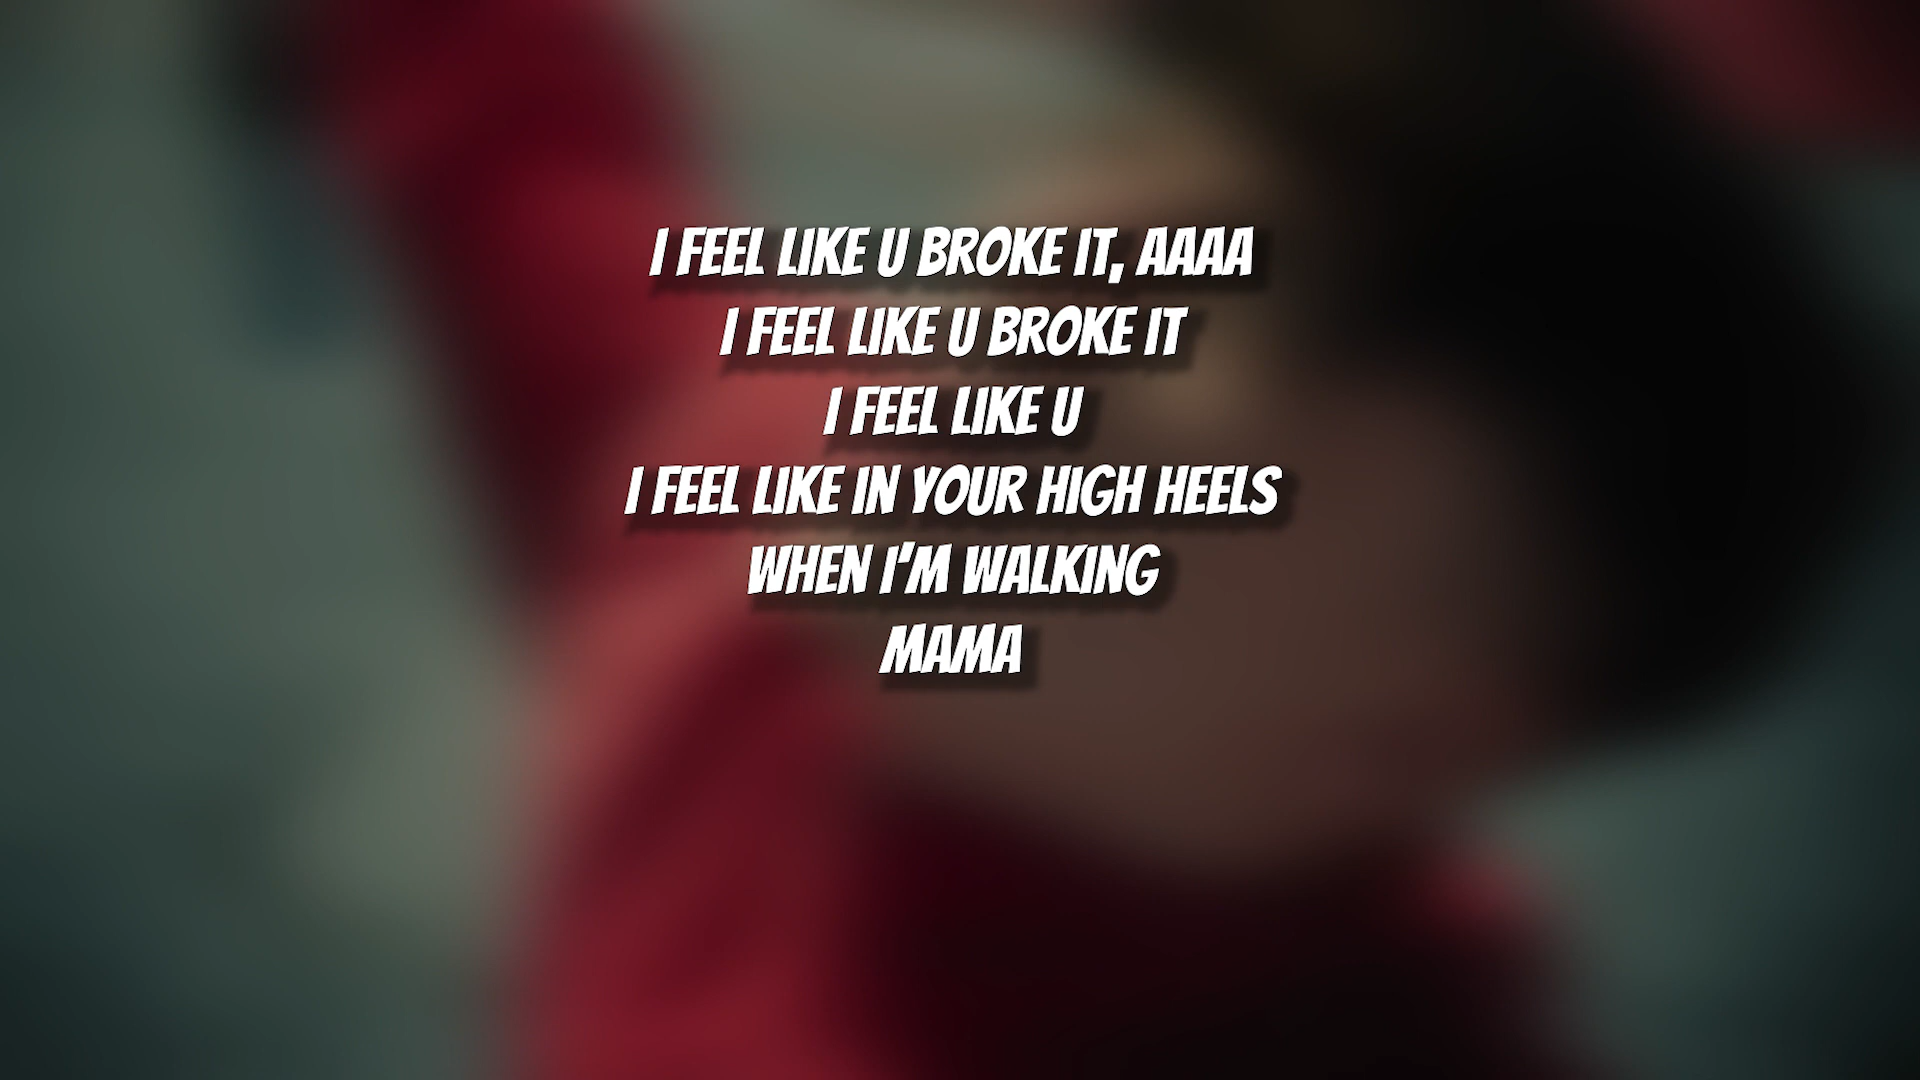 I FEEL LIKE U BROKE IT, AAAA
I FEEL LIKE U BROKE IT
I FEEL LIKE U
I FEEL LIKE IN YOUR HIGH HEELS
WHEN I'M WALKING
MAMA